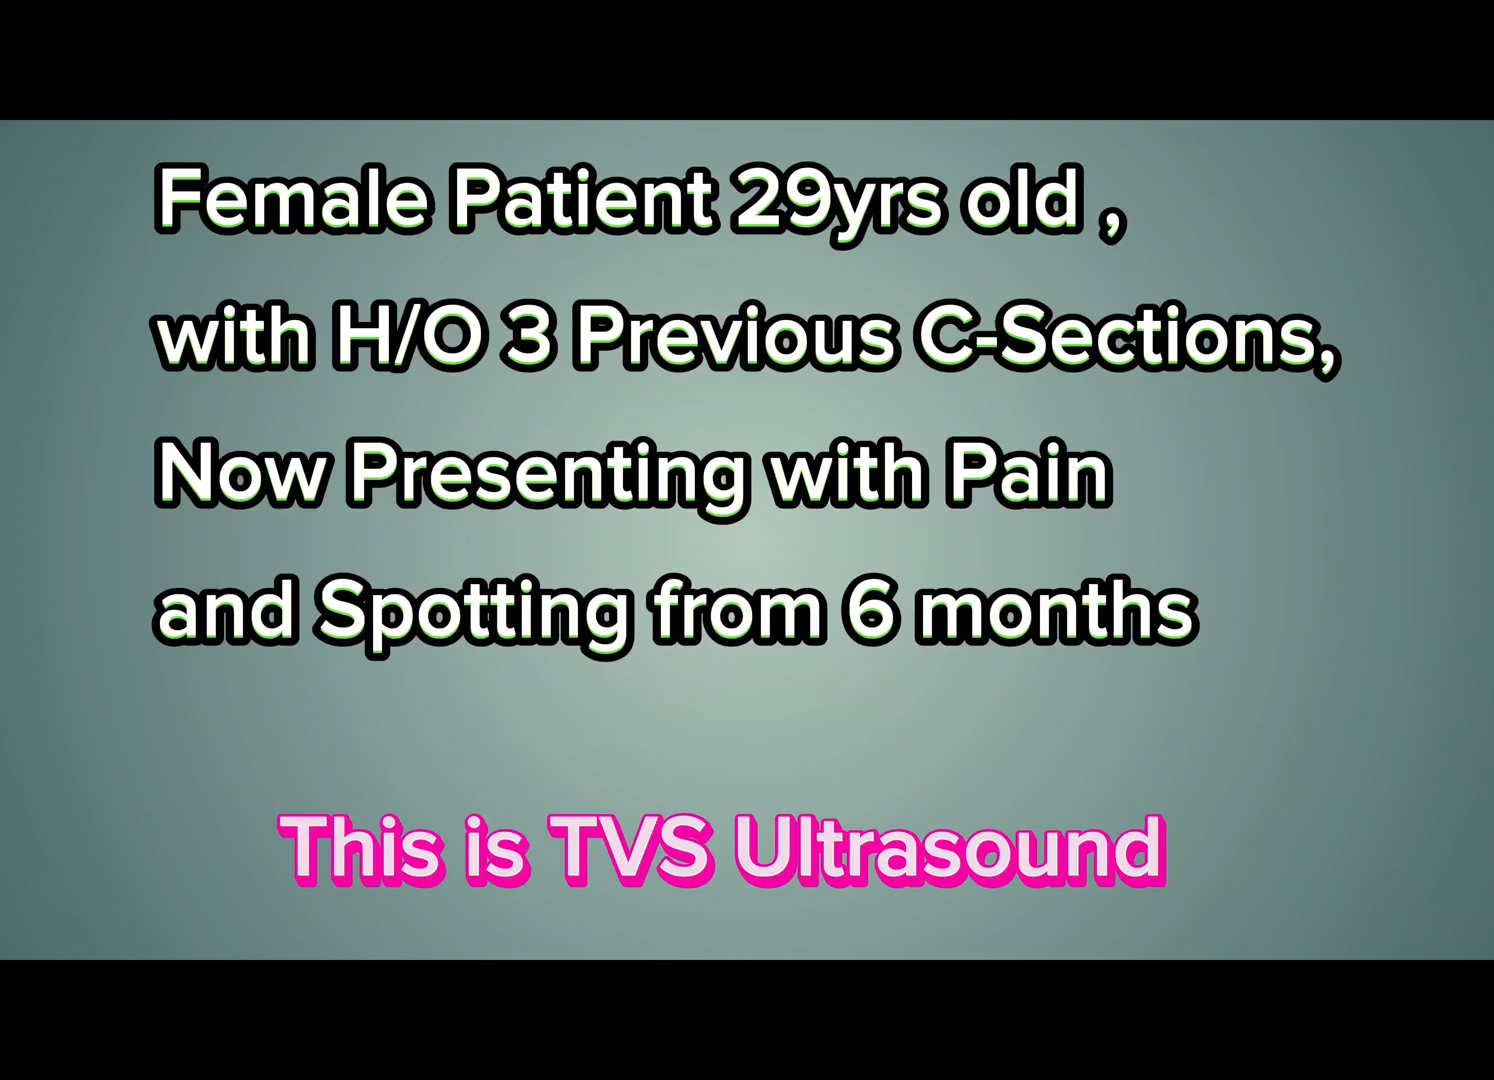 Female Patient 29yrs old ,
with H/O 3 Previous C-Sections,
Now Presenting with Pain
and Spotting from 6 months
This is TVS Ultrasound